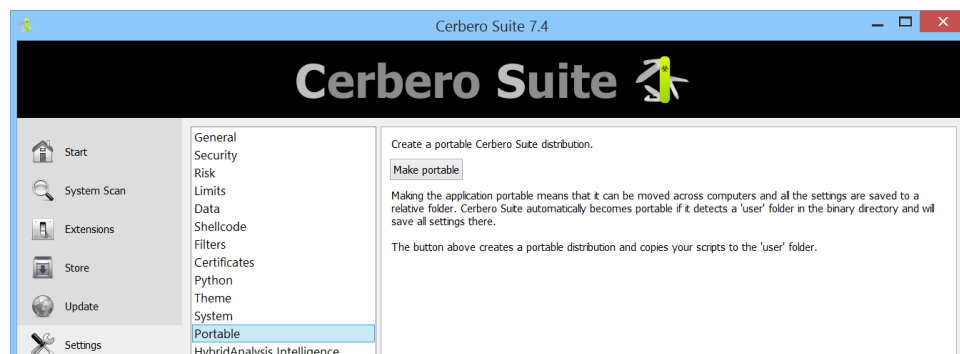 Cerbero Suite 7.4
Cerbero Suite
Start
System Scan
Extensions
Store
Update
Settings
General
Security
Risk
Limits
Data
Shellcode
Filters
Certificates
Python
Theme
System
Portable
HybridAnalysis Intelligence
Create a portable Cerbero Suite distribution.
Make portable
Making the application portable means that it can be moved across computers and all the settings are saved to a
relative folder. Cerbero Suite automatically becomes portable if it detects a 'user' folder in the binary directory and will
save all settings there.
The button above creates a portable distribution and copies your scripts to the 'user' folder.